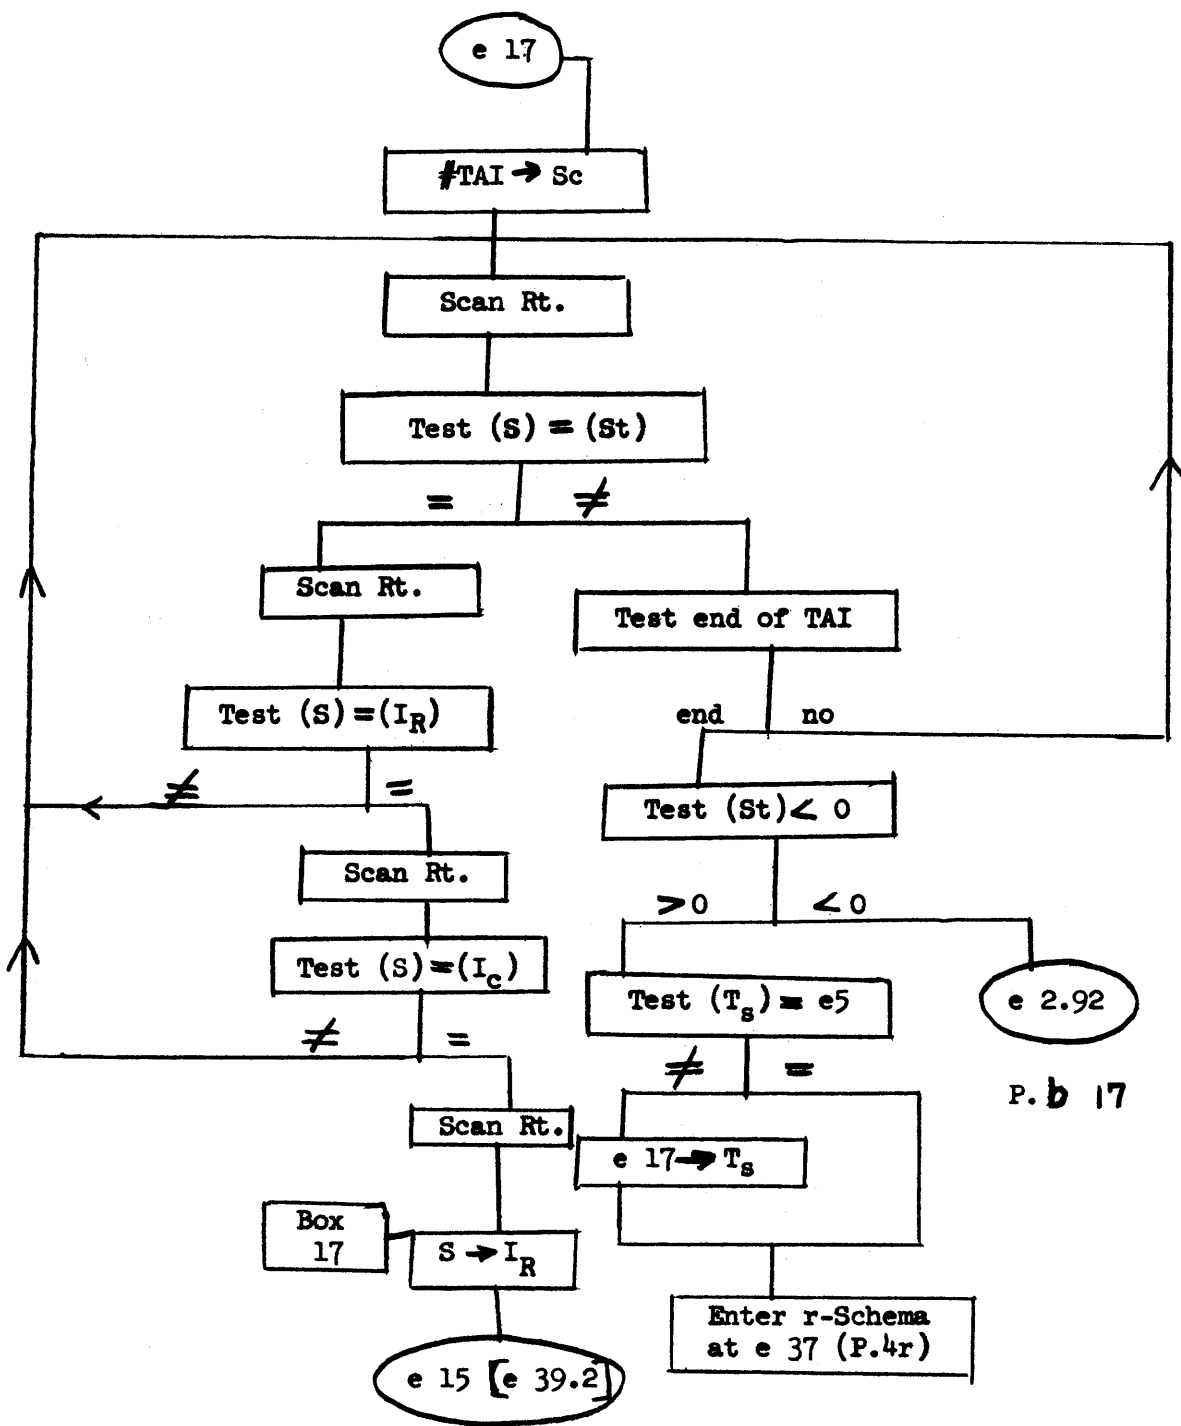 e 17
#TAI → Sc
Scan Rt.
Test (S) = (St)
= ≠
Scan Rt.
Test end of TAI
Test (S) = (I_R)
end no
≠ =
Test (St) < 0
Scan Rt.
>0 <0
Test (S) = (I_c)
Test (T_s) = e5
e 2.92
≠ =
≠ =
P. b 17
Scan Rt.
e 17 → T_s
Box
17
S → I_R
Enter r-Schema
at e 37 (P.4r)
e 15 [e 39.2]